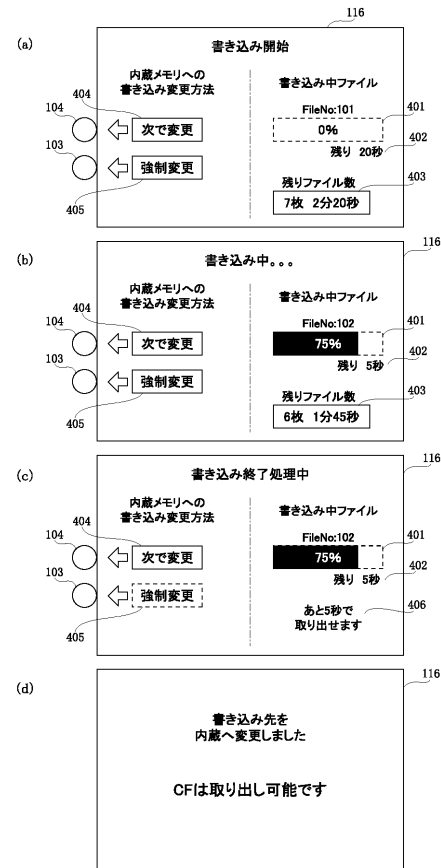 116
(a)
書き込み開始
内蔵メモリへの
書き込み変更方法
書き込み中ファイル
404
104
FileNo:101
401
次で変更
0%
103
残り 20秒
402
強制変更
残りファイル数
403
405
7枚 2分20秒
(b)
116
書き込み中。。。
内蔵メモリへの
書き込み変更方法
書き込み中ファイル
404
104
FileNo:102
401
次で変更
75%
103
残り 5秒
402
強制変更
残りファイル数
403
405
6枚 1分45秒
(c)
116
書き込み終了処理中
内蔵メモリへの
書き込み変更方法
書き込み中ファイル
404
104
FileNo:102
401
次で変更
75%
103
残り 5秒
402
強制変更
あと5秒で
取り出せます
406
405
(d)
116
書き込み先を
内蔵へ変更しました
CFは取り出し可能です